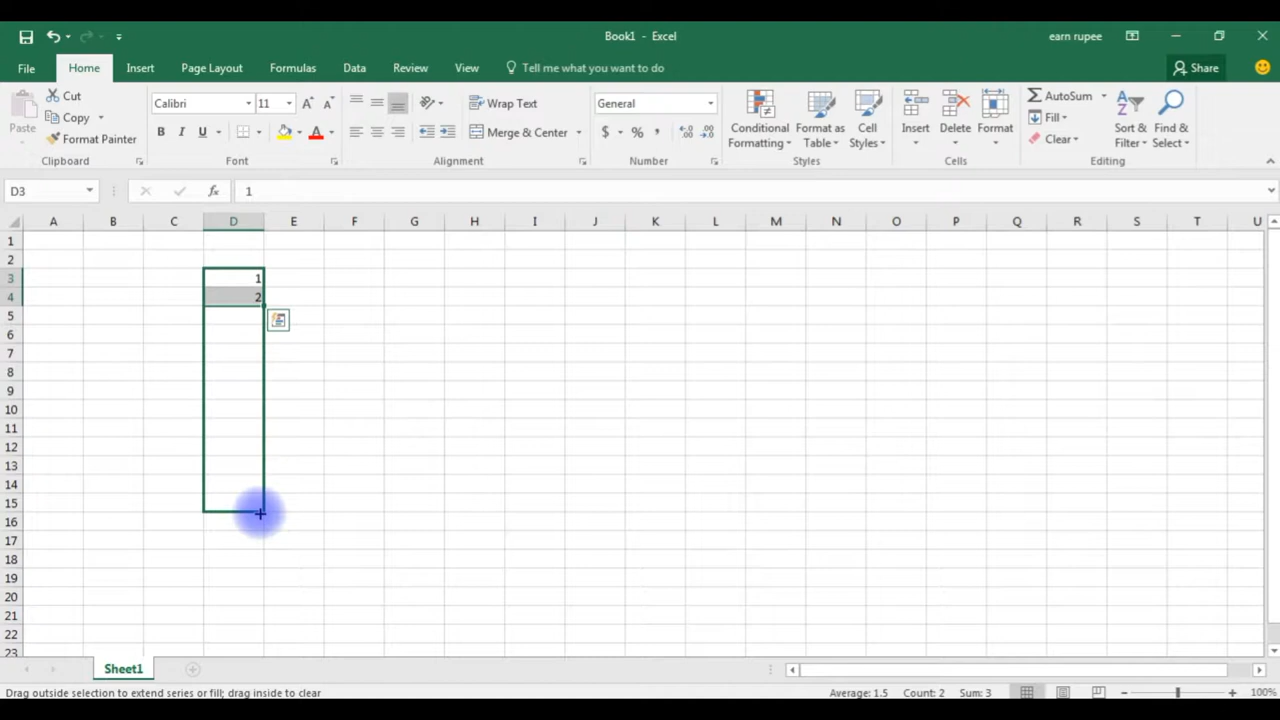 Book1 - Excel
earn rupee
File Home Insert Page Layout Formulas Data Review View Tell me what you want to do Share
Cut
Copy
Format Painter
Paste
Clipboard
Calibri 11
B I U
Font
Wrap Text
Merge & Center
Alignment
General
$ % ,
Number
Conditional Formatting
Format as Table
Cell Styles
Styles
Insert Delete Format
Cells
AutoSum
Fill
Clear
Sort & Filter
Find & Select
Editing
D3 fx 1
A B C D E F G H I J K L M N O P Q R S T U
1
2
3 1
4 2
5
6
7
8
9
10
11
12
13
14
15
16
17
18
19
20
21
22
23
Sheet1
Drag outside selection to extend series or fill; drag inside to clear Average: 1.5 Count: 2 Sum: 3 100%